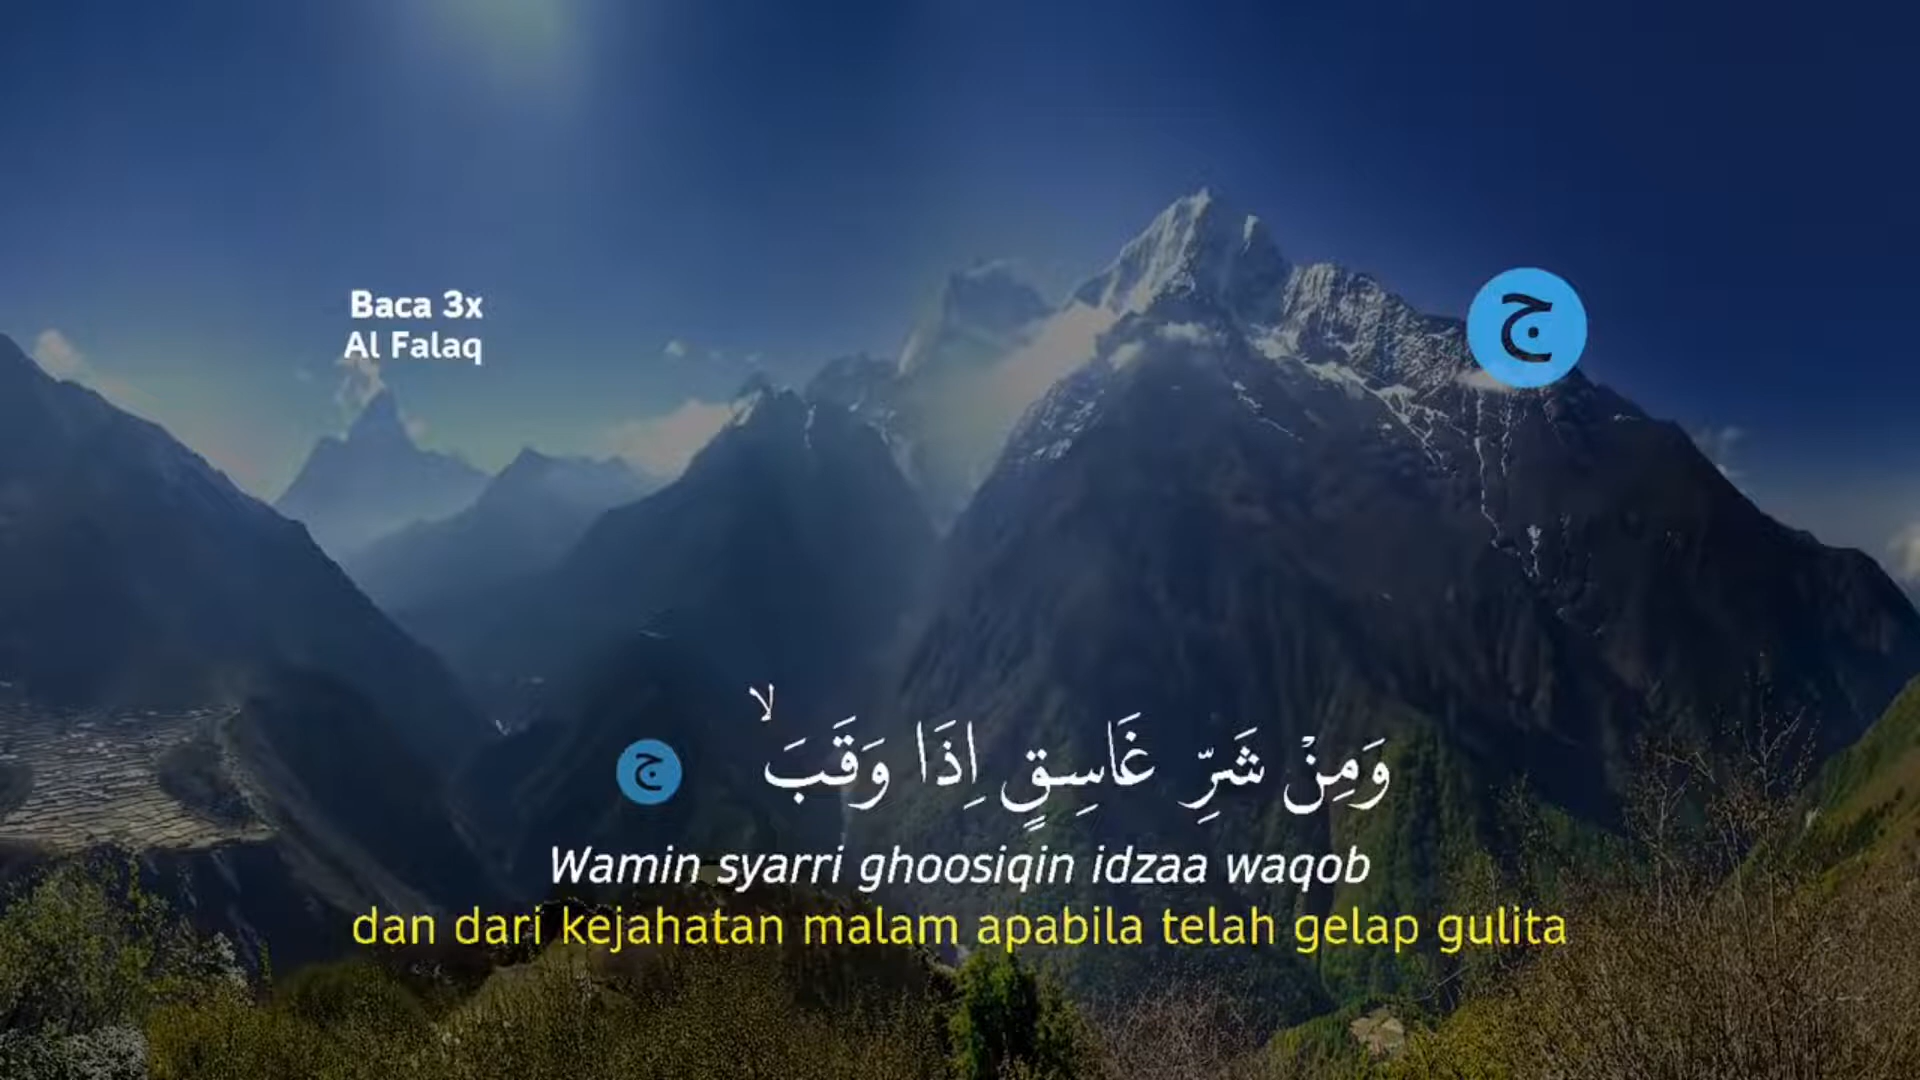 Baca 3x
Al Falaq
ج
وَمِنْ شَرِّ غَاسِقٍ اِذَا وَقَبَۙ ج
Wamin syarri ghoosiqin idzaa waqob
dan dari kejahatan malam apabila telah gelap gulita